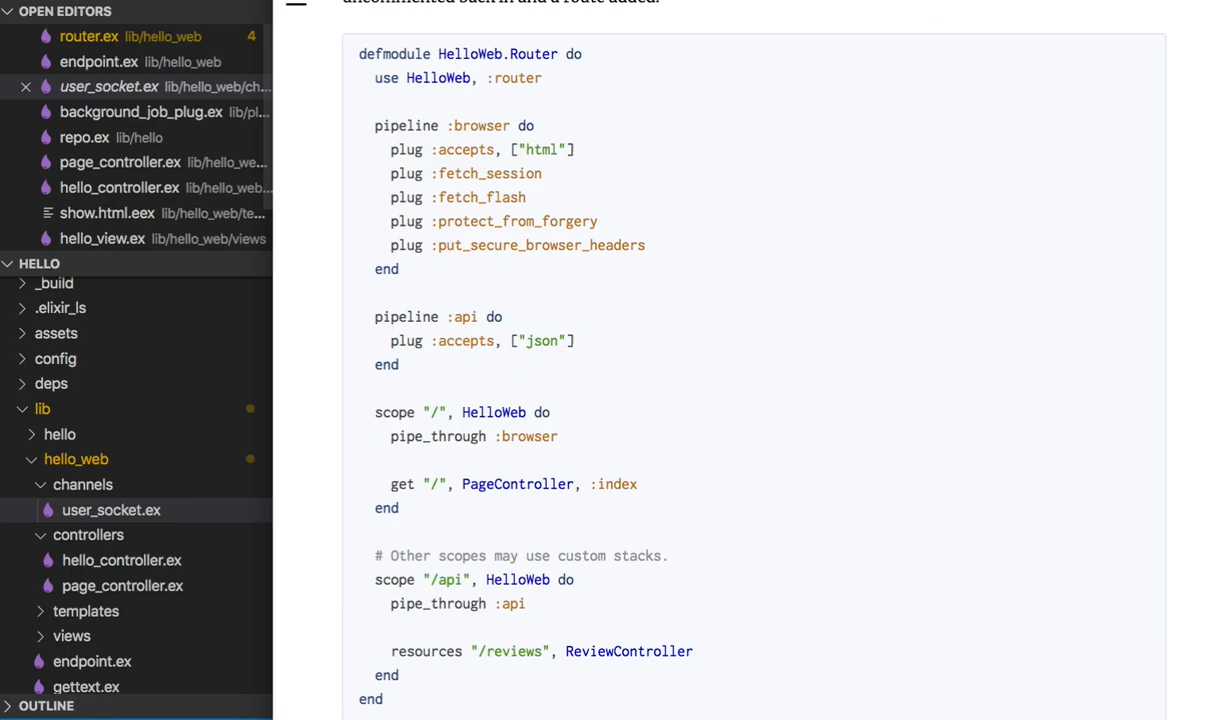 OPEN EDITORS
router.ex lib/hello_web 4
endpoint.ex lib/hello_web
user_socket.ex lib/hello_web/ch...
background_job_plug.ex lib/pl...
repo.ex lib/hello
page_controller.ex lib/hello_we...
hello_controller.ex lib/hello_web...
show.html.eex lib/hello_web/te...
hello_view.ex lib/hello_web/views
HELLO
_build
.elixir_ls
assets
config
deps
lib
hello
hello_web
channels
user_socket.ex
controllers
hello_controller.ex
page_controller.ex
templates
views
endpoint.ex
gettext.ex
OUTLINE
uncommented back in and a route added:
defmodule HelloWeb.Router do
use HelloWeb, :router
pipeline :browser do
plug :accepts, ["html"]
plug :fetch_session
plug :fetch_flash
plug :protect_from_forgery
plug :put_secure_browser_headers
end
pipeline :api do
plug :accepts, ["json"]
end
scope "/", HelloWeb do
pipe_through :browser
get "/", PageController, :index
end
# Other scopes may use custom stacks.
scope "/api", HelloWeb do
pipe_through :api
resources "/reviews", ReviewController
end
end